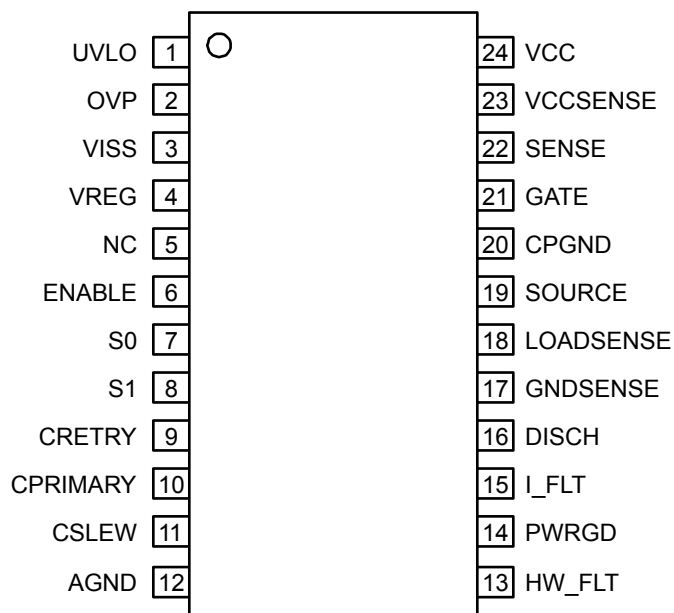 UVLO 1 24 VCC
OVP 2 23 VCCSENSE
VISS 3 22 SENSE
VREG 4 21 GATE
NC 5 20 CPGND
ENABLE 6 19 SOURCE
S0 7 18 LOADSENSE
S1 8 17 GNDSENSE
CRETRY 9 16 DISCH
CPRIMARY 10 15 I_FLT
CSLEW 11 14 PWRGD
AGND 12 13 HW_FLT